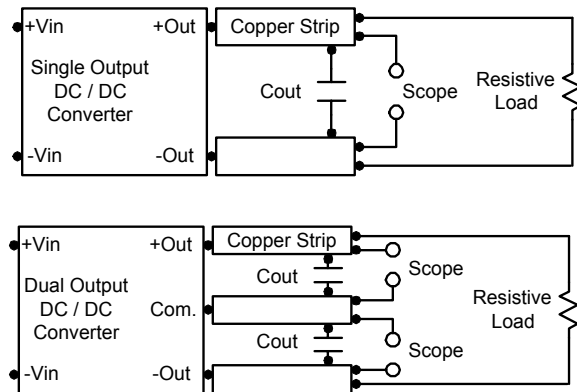 +Vin
+Out
Copper Strip
Single Output
DC / DC
Converter
Cout
Scope
Resistive
Load
-Vin
-Out
+Vin
+Out
Copper Strip
Cout
Scope
Dual Output
DC / DC
Converter
Com.
Resistive
Load
Cout
Scope
-Vin
-Out